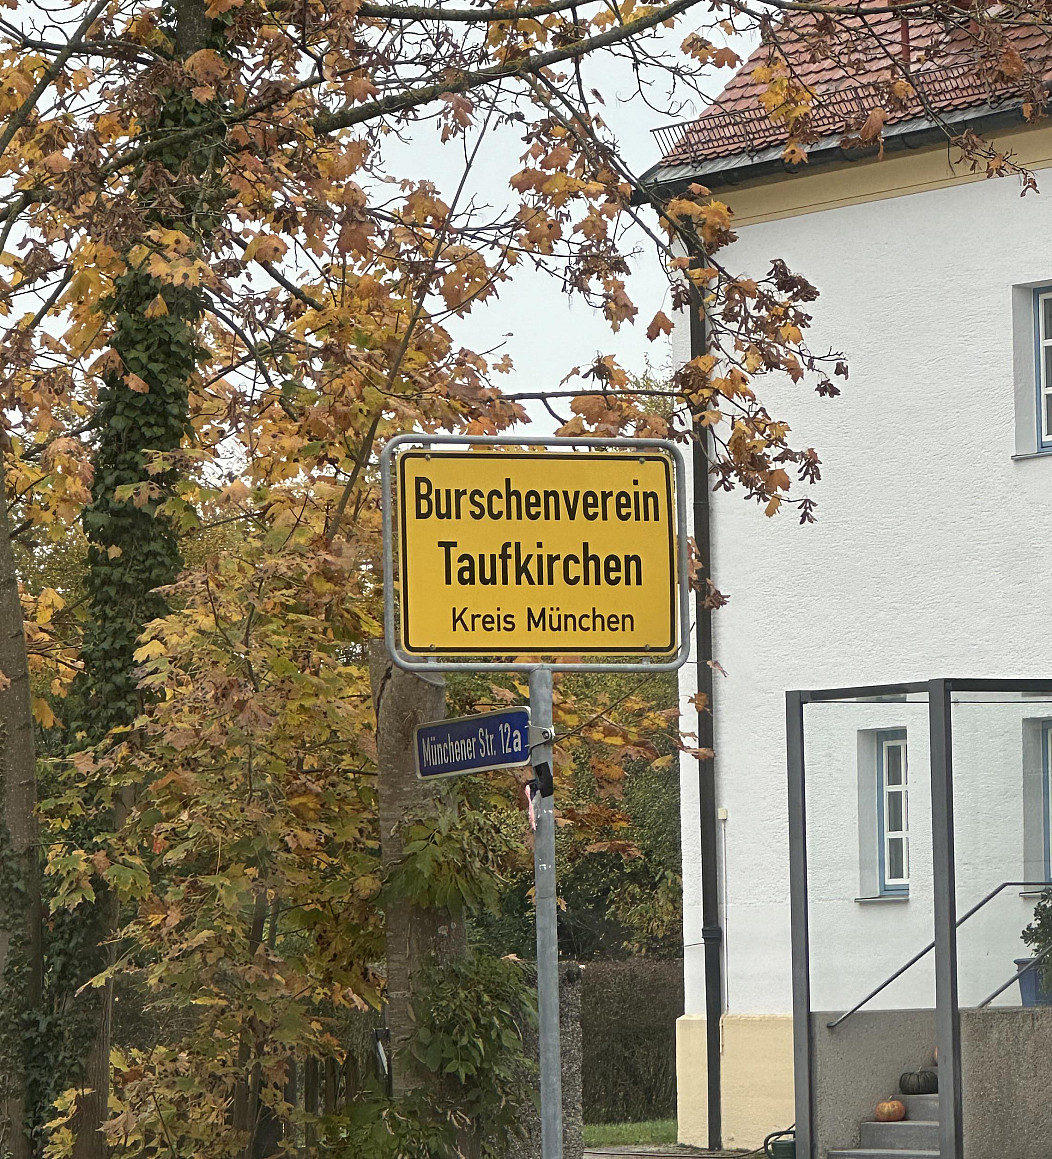 Burschenverein
Taufkirchen
Kreis München
Münchener Str. 12a